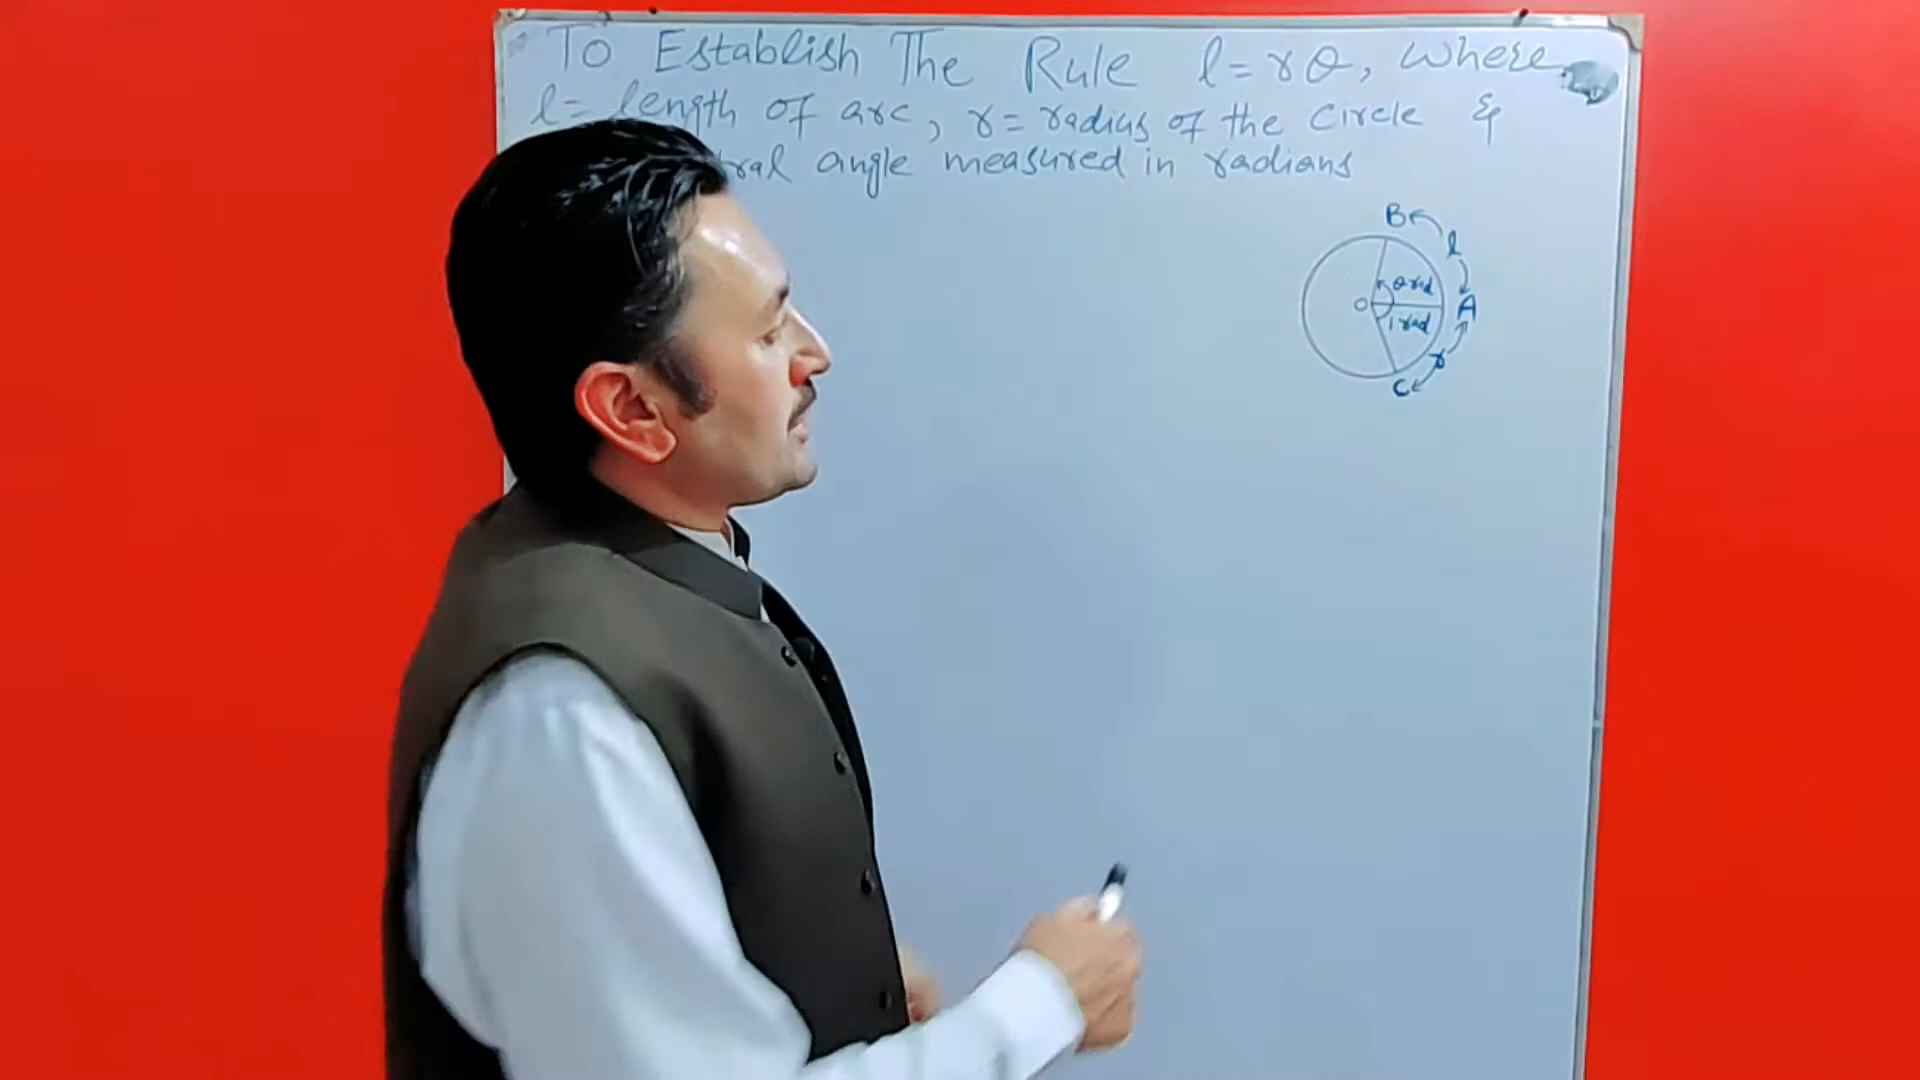 To Establish The Rule l = rθ, where
l = length of arc, r = radius of the circle &
angle measured in radians
B
l
θ rad
O
A
1 rad
r
C